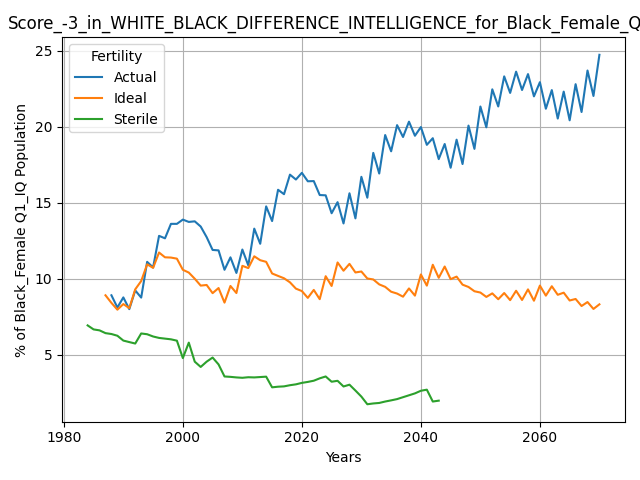 Score_-3_in_WHITE_BLACK_DIFFERENCE_INTELLIGENCE_for_Black_Female_Q
Fertility
Actual
Ideal
Sterile
% of Black_Female Q1_IQ Population
25
20
15
10
5
1980
2000
2020
2040
2060
Years